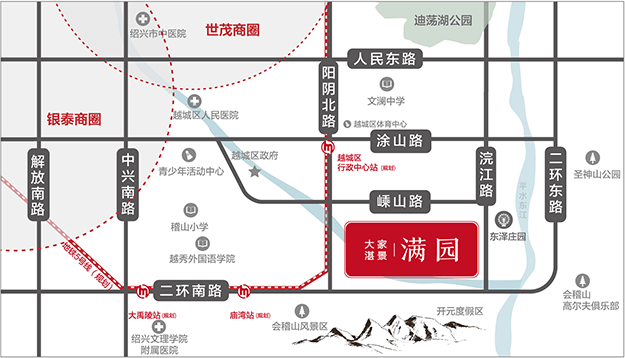 绍兴市中医院
世茂商圈
迪荡湖公园
人民东路
阳明北路
文澜中学
越城区人民医院
银泰商圈
越城区体育中心
涂山路
越城区
行政中心站(规划)
解放南路
中兴南路
青少年活动中心
越城区政府
浣江路
二环东路
圣神山公园
嵊山路
平水东江
稽山小学
越秀外国语学院
大家
湛景
满园
东泽庄园
地铁5号线(规划)
二环南路
大禹陵站(规划)
庙湾站(规划)
绍兴文理学院
附属医院
会稽山风景区
开元度假区
会稽山
高尔夫俱乐部